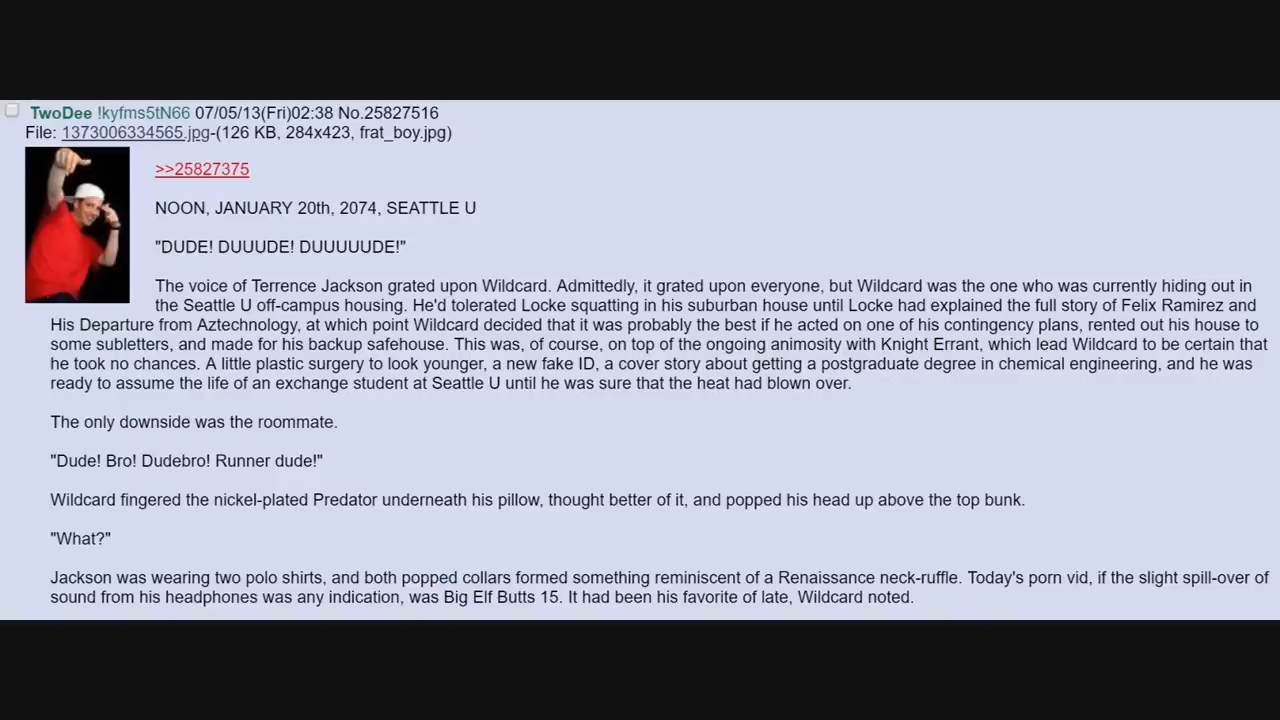 TwoDee !kyfms5tN66 07/05/13(Fri)02:38 No.25827516
File: 1373006334565.jpg-(126 KB, 284x423, frat_boy.jpg)
>>25827375
NOON, JANUARY 20th, 2074, SEATTLE U
"DUDE! DUUUDE! DUUUUUDE!"
The voice of Terrence Jackson grated upon Wildcard. Admittedly, it grated upon everyone, but Wildcard was the one who was currently hiding out in
the Seattle U off-campus housing. He'd tolerated Locke squatting in his suburban house until Locke had explained the full story of Felix Ramirez and
His Departure from Aztechnology, at which point Wildcard decided that it was probably the best if he acted on one of his contingency plans, rented out his house to
some subletters, and made for his backup safehouse. This was, of course, on top of the ongoing animosity with Knight Errant, which lead Wildcard to be certain that
he took no chances. A little plastic surgery to look younger, a new fake ID, a cover story about getting a postgraduate degree in chemical engineering, and he was
ready to assume the life of an exchange student at Seattle U until he was sure that the heat had blown over.
The only downside was the roommate.
"Dude! Bro! Dudebro! Runner dude!"
Wildcard fingered the nickel-plated Predator underneath his pillow, thought better of it, and popped his head up above the top bunk.
"What?"
Jackson was wearing two polo shirts, and both popped collars formed something reminiscent of a Renaissance neck-ruffle. Today's porn vid, if the slight spill-over of
sound from his headphones was any indication, was Big Elf Butts 15. It had been his favorite of late, Wildcard noted.